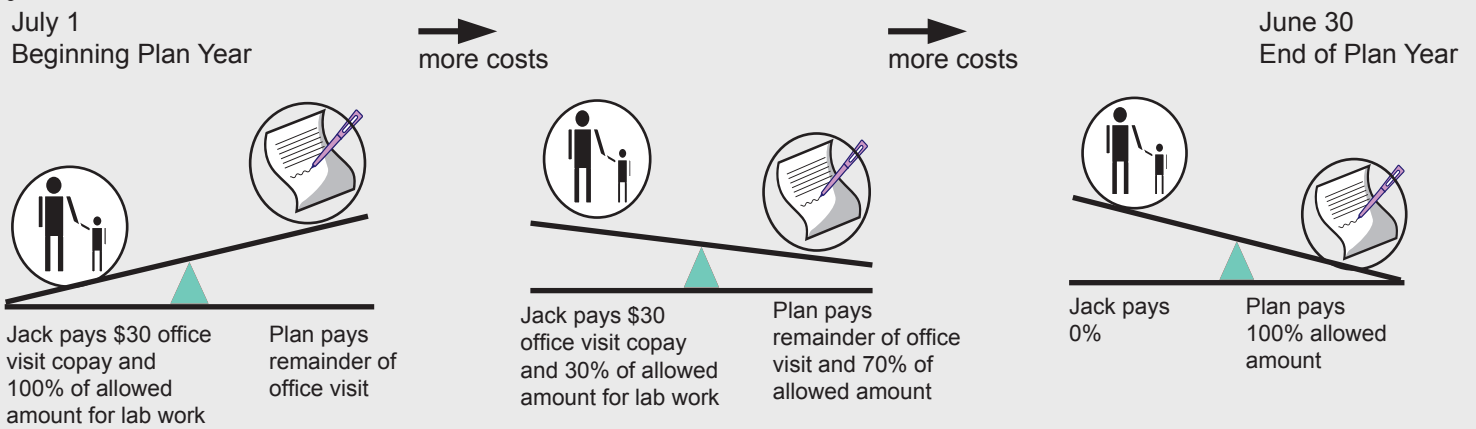 July 1
Beginning Plan Year
more costs
more costs
June 30
End of Plan Year
Jack pays $30 office
visit copay and
100% of allowed
amount for lab work
Plan pays
remainder of
office visit
Jack pays $30
office visit copay
and 30% of allowed
amount for lab work
Plan pays
remainder of office
visit and 70% of
allowed amount
Jack pays
0%
Plan pays
100% allowed
amount